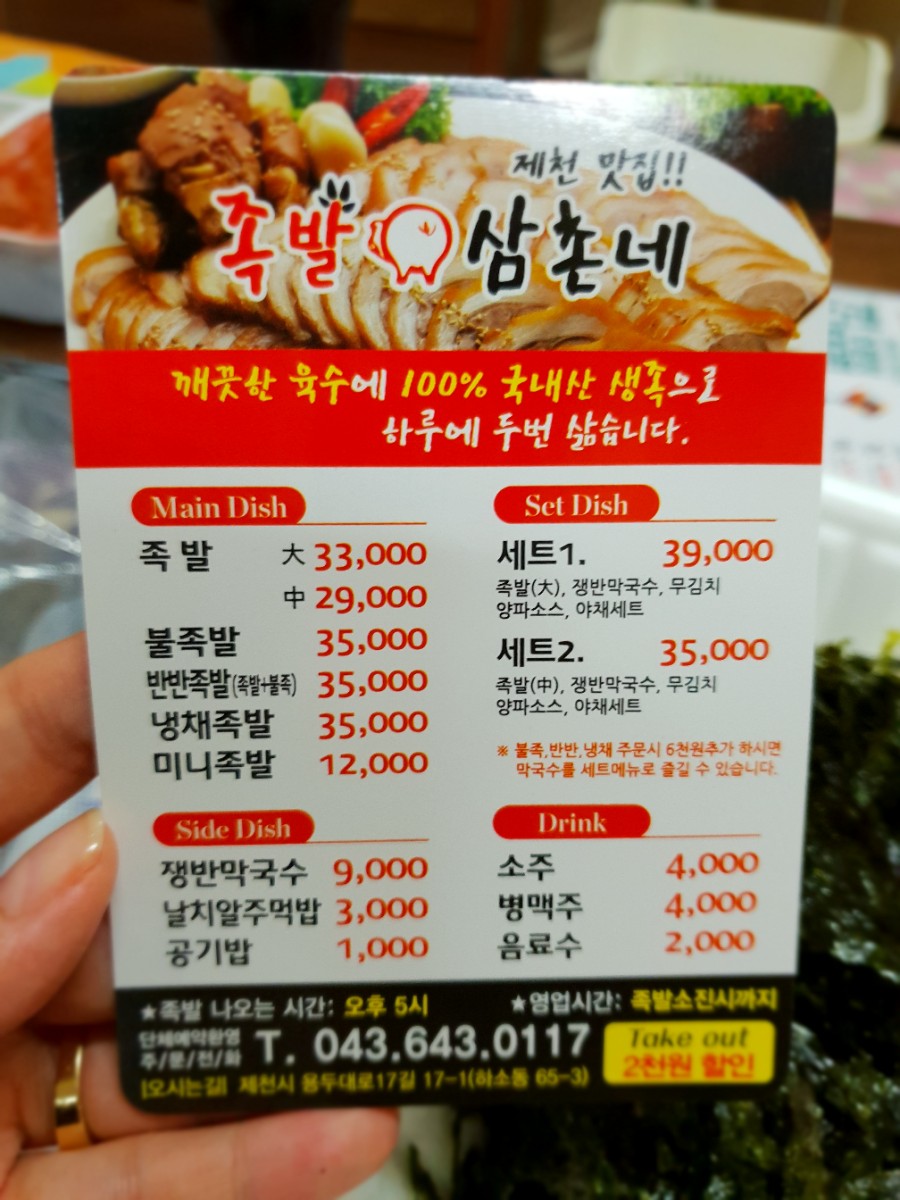 제천 맛집!!
족발 삼촌네
깨끗한 육수에 100% 국내산 생족으로
하루에 두번 삶습니다.
Main Dish
족 발 大 33,000
中 29,000
불족발 35,000
반반족발(족발+불족) 35,000
냉채족발 35,000
미니족발 12,000
Side Dish
쟁반막국수 9,000
날치알주먹밥 3,000
공기밥 1,000
Set Dish
세트1. 39,000
족발(大), 쟁반막국수, 무김치
양파소스, 야채세트
세트2. 35,000
족발(中), 쟁반막국수, 무김치
양파소스, 야채세트
※ 불족,반반,냉채 주문시 6천원추가 하시면
막국수를 세트메뉴로 즐길 수 있습니다.
Drink
소주 4,000
병맥주 4,000
음료수 2,000
★족발 나오는 시간: 오후 5시 ★영업시간: 족발소진시까지
단체예약환영
주/문/전/화 T. 043.643.0117
Take out
2천원 할인
[오시는길] 제천시 용두대로17길 17-1(하소동 65-3)